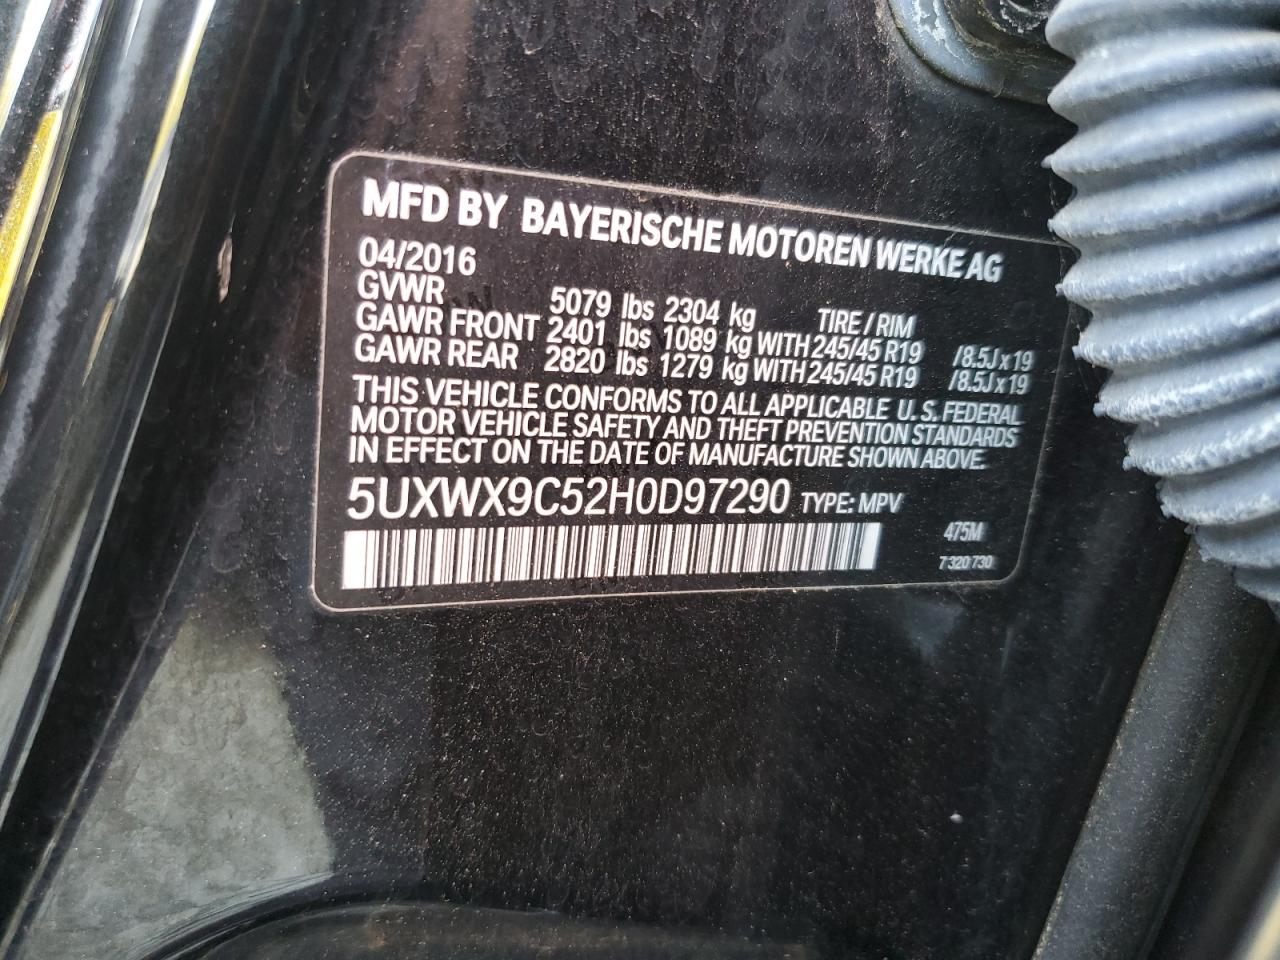 MFD BY BAYERISCHE MOTOREN WERKE AG
04/2016
GVWR 5079 lbs 2304 kg TIRE / RIM
GAWR FRONT 2401 lbs 1089 kg WITH 245/45 R19 /8.5J x 19
GAWR REAR 2820 lbs 1279 kg WITH 245/45 R19 /8.5J x 19
THIS VEHICLE CONFORMS TO ALL APPLICABLE U.S. FEDERAL
MOTOR VEHICLE SAFETY AND THEFT PREVENTION STANDARDS
IN EFFECT ON THE DATE OF MANUFACTURE SHOWN ABOVE.
5UXWX9C52H0D97290 TYPE: MPV
475M
7 320 730